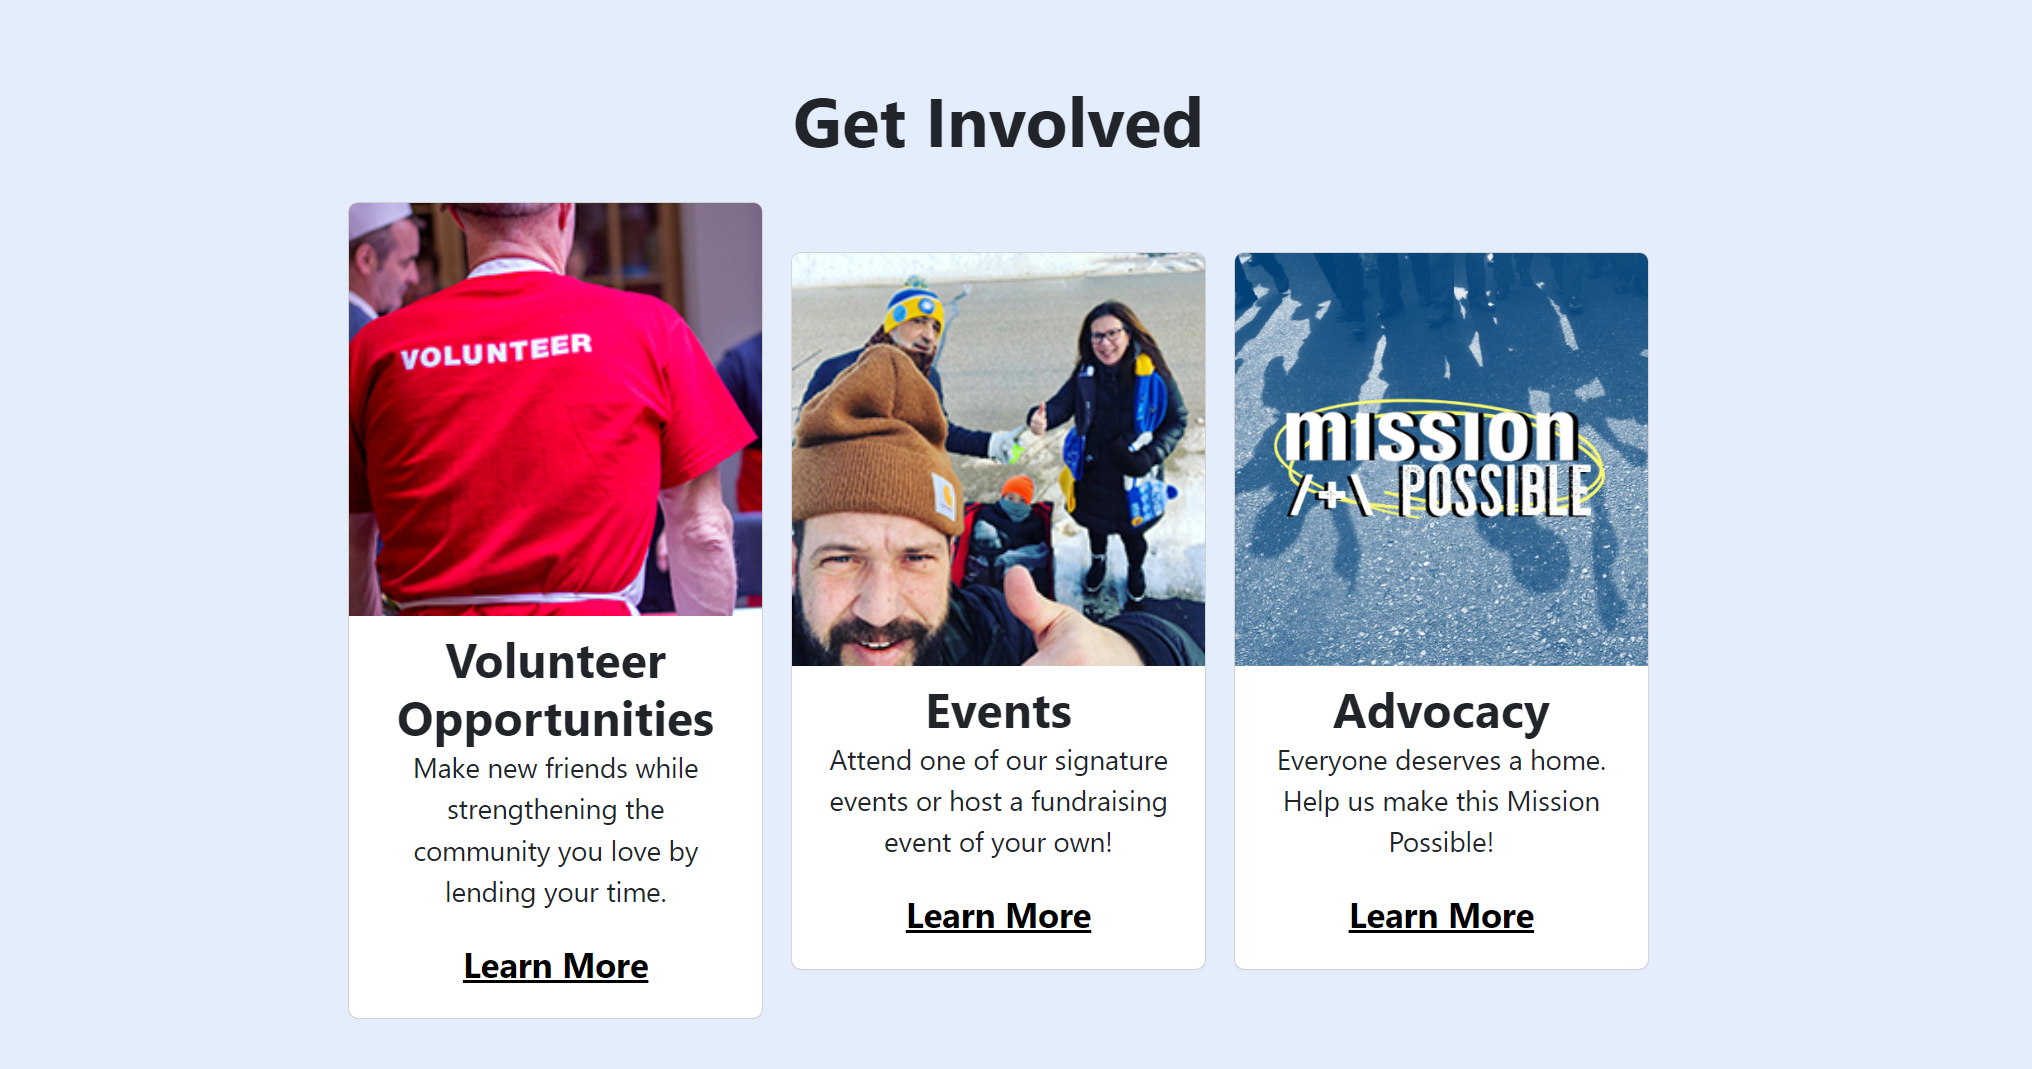 Get Involved
VOLUNTEER
Volunteer
Opportunities
Make new friends while
strengthening the
community you love by
lending your time.
Learn More
Events
Attend one of our signature
events or host a fundraising
event of your own!
Learn More
mission
/+\ POSSIBLE
Advocacy
Everyone deserves a home.
Help us make this Mission
Possible!
Learn More